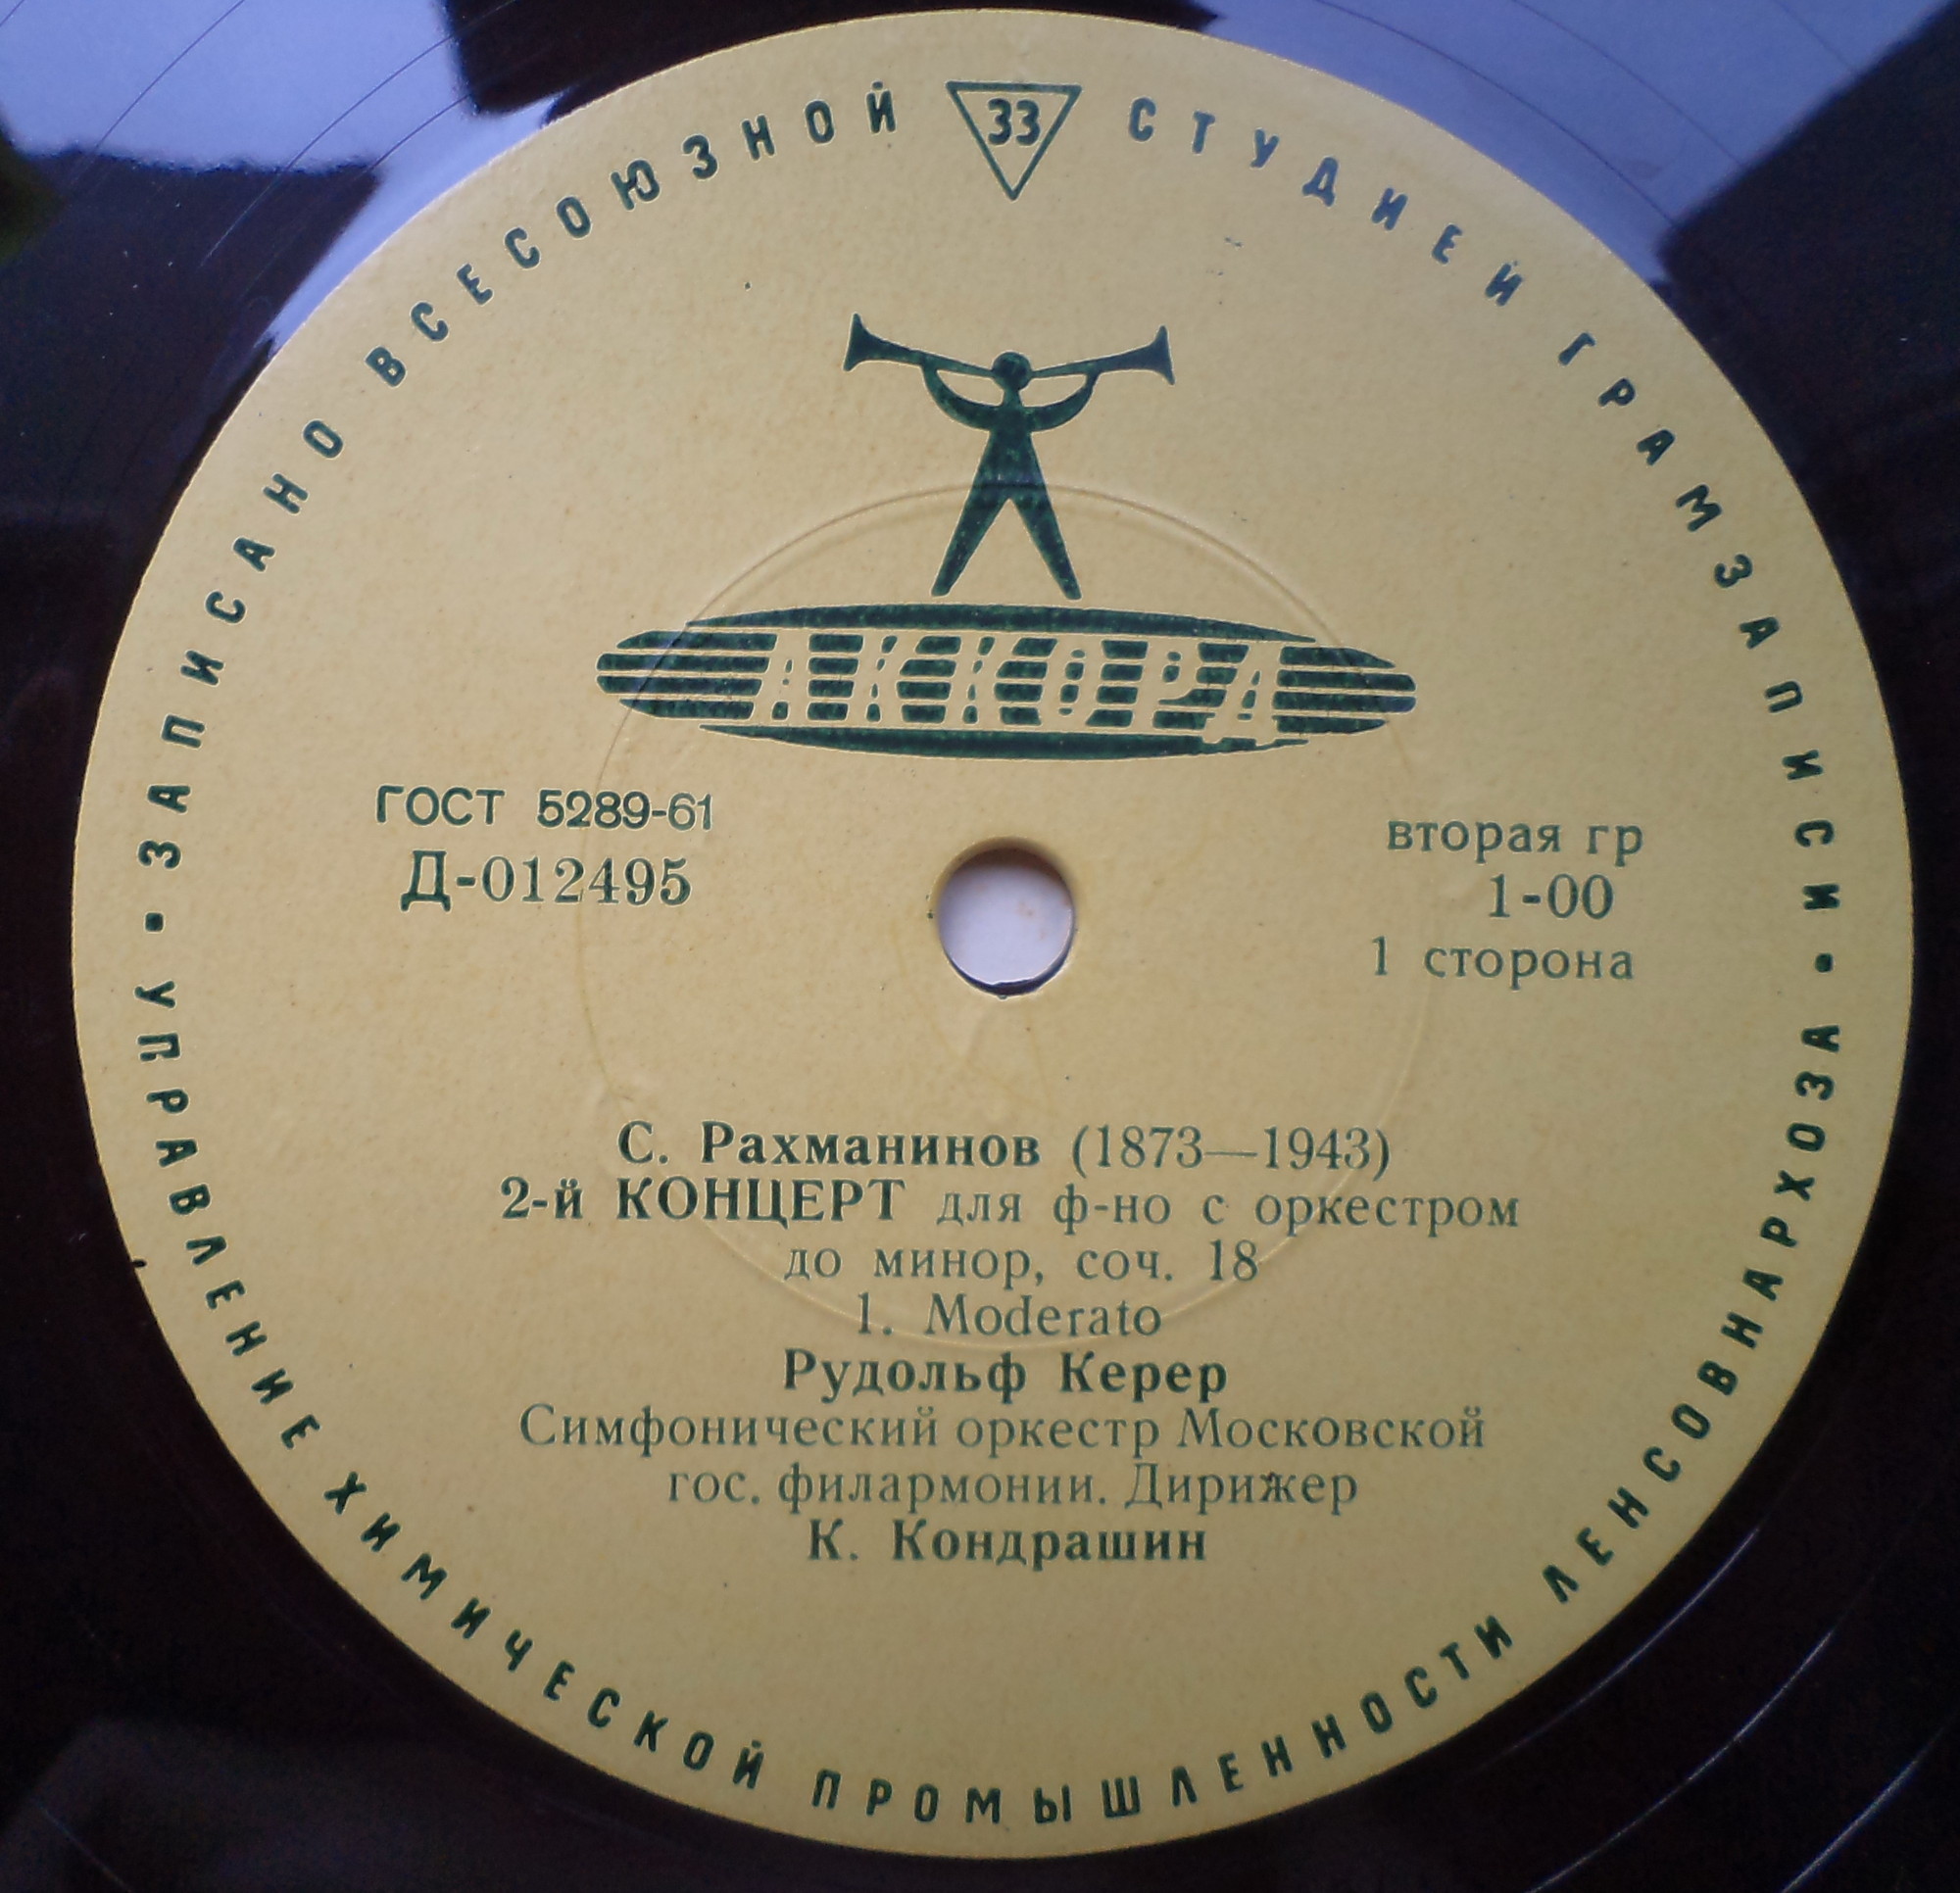 ЗАПИСАНО ВСЕСОЮЗНОЙ 33 СТУДИЕЙ ГРАМЗАПИСИ
АККОРД
ГОСТ 5289-61
Д-012495
вторая гр
1-00
1 сторона
С. Рахманинов (1873—1943)
2-й КОНЦЕРТ для ф-но с оркестром
до минор, соч. 18
1. Moderato
Рудольф Керер
Симфонический оркестр Московской
гос. филармонии. Дирижер
К. Кондрашин
• УПРАВЛЕНИЕ ХИМИЧЕСКОЙ ПРОМЫШЛЕННОСТИ ЛЕНСОВНАРХОЗА •